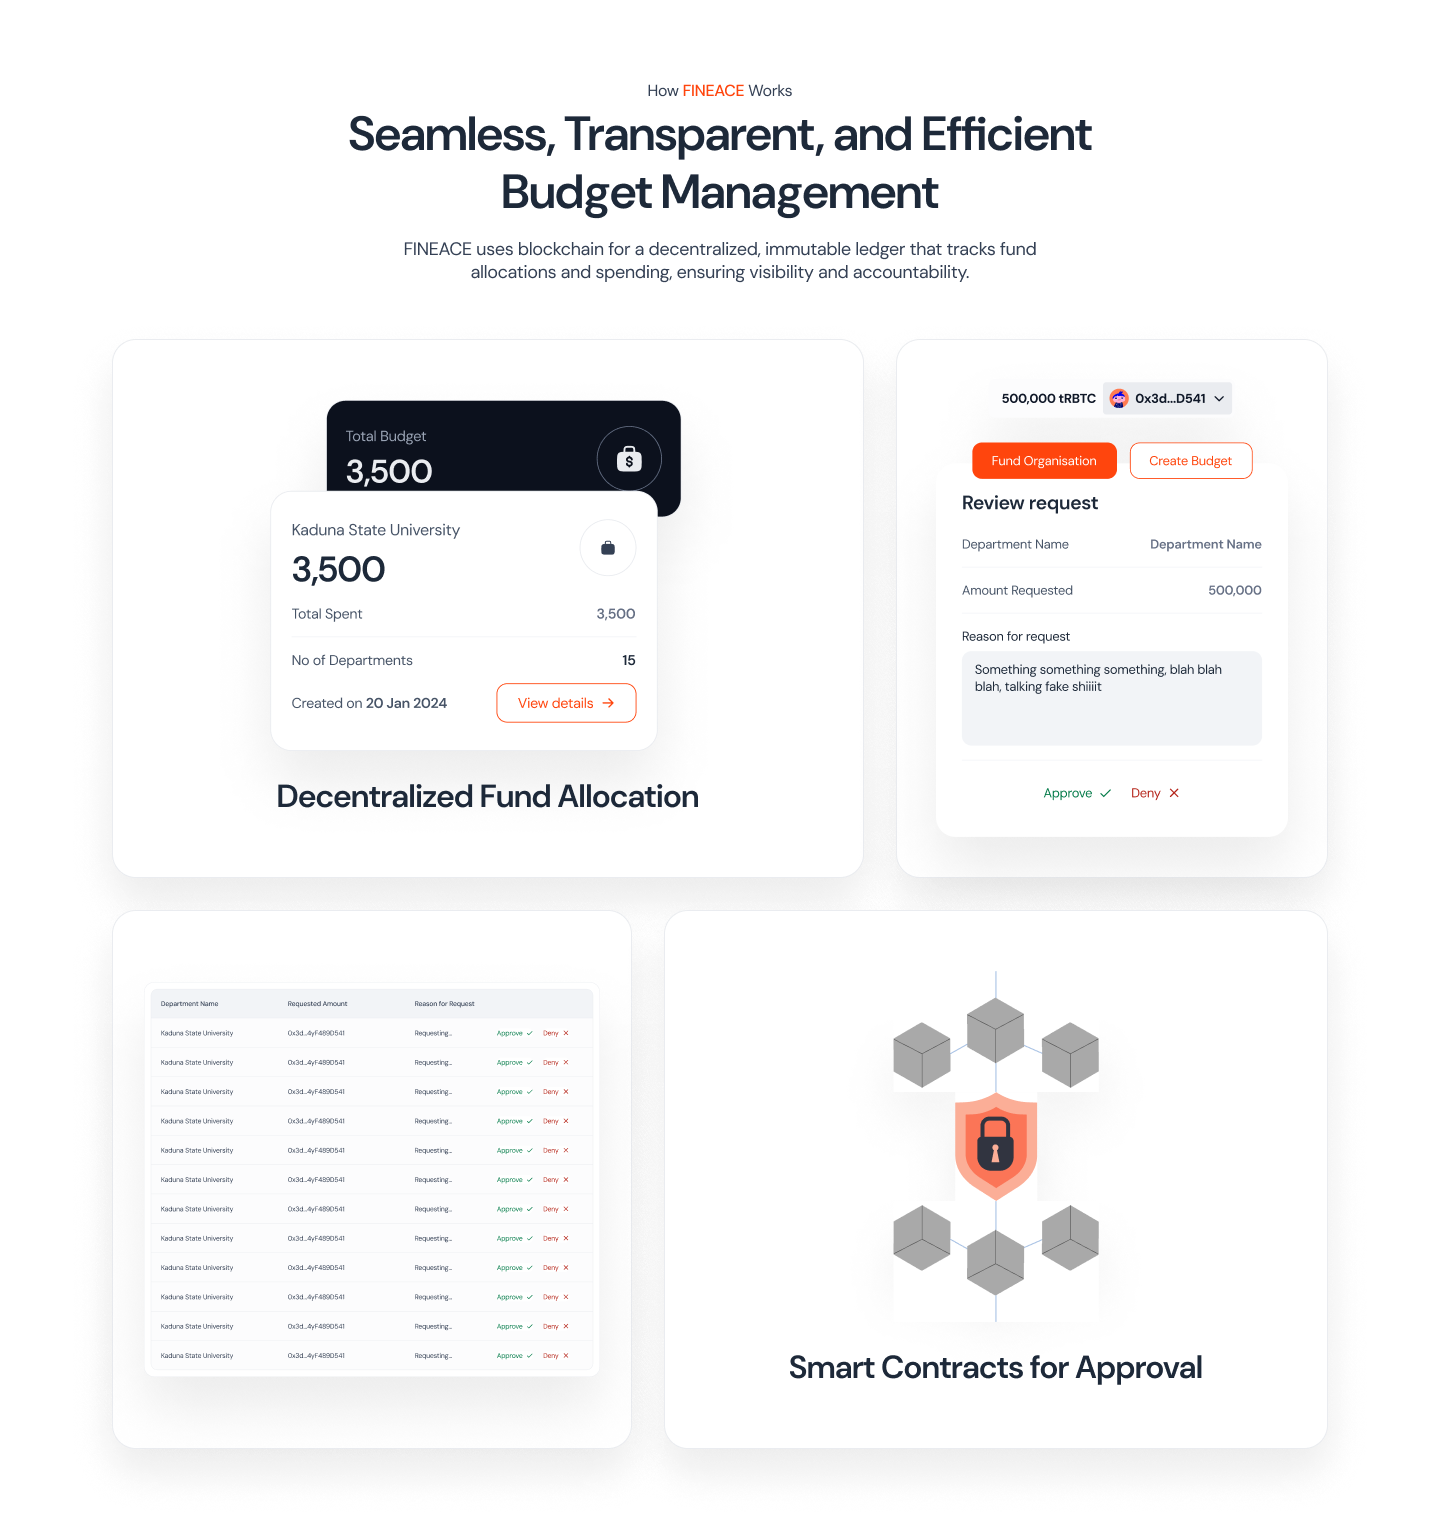 How FINEACE Works
Seamless, Transparent, and Efficient
Budget Management
FINEACE uses blockchain for a decentralized, immutable ledger that tracks fund
allocations and spending, ensuring visibility and accountability.
Total Budget
3,500
Kaduna State University
3,500
Total Spent 3,500
No of Departments 15
Created on 20 Jan 2024 View details
Decentralized Fund Allocation
500,000 tRBTC 0x3d...D541
Fund Organisation Create Budget
Review request
Department Name Department Name
Amount Requested 500,000
Reason for request
Something something something, blah blah
blah, talking fake shiiiit
Approve Deny
Department Name Requested Amount Reason for Request
Kaduna State University 0x3d...4yF489D541 Requesting... Approve Deny
Kaduna State University 0x3d...4yF489D541 Requesting... Approve Deny
Kaduna State University 0x3d...4yF489D541 Requesting... Approve Deny
Kaduna State University 0x3d...4yF489D541 Requesting... Approve Deny
Kaduna State University 0x3d...4yF489D541 Requesting... Approve Deny
Kaduna State University 0x3d...4yF489D541 Requesting... Approve Deny
Kaduna State University 0x3d...4yF489D541 Requesting... Approve Deny
Kaduna State University 0x3d...4yF489D541 Requesting... Approve Deny
Kaduna State University 0x3d...4yF489D541 Requesting... Approve Deny
Kaduna State University 0x3d...4yF489D541 Requesting... Approve Deny
Kaduna State University 0x3d...4yF489D541 Requesting... Approve Deny
Kaduna State University 0x3d...4yF489D541 Requesting... Approve Deny
Smart Contracts for Approval